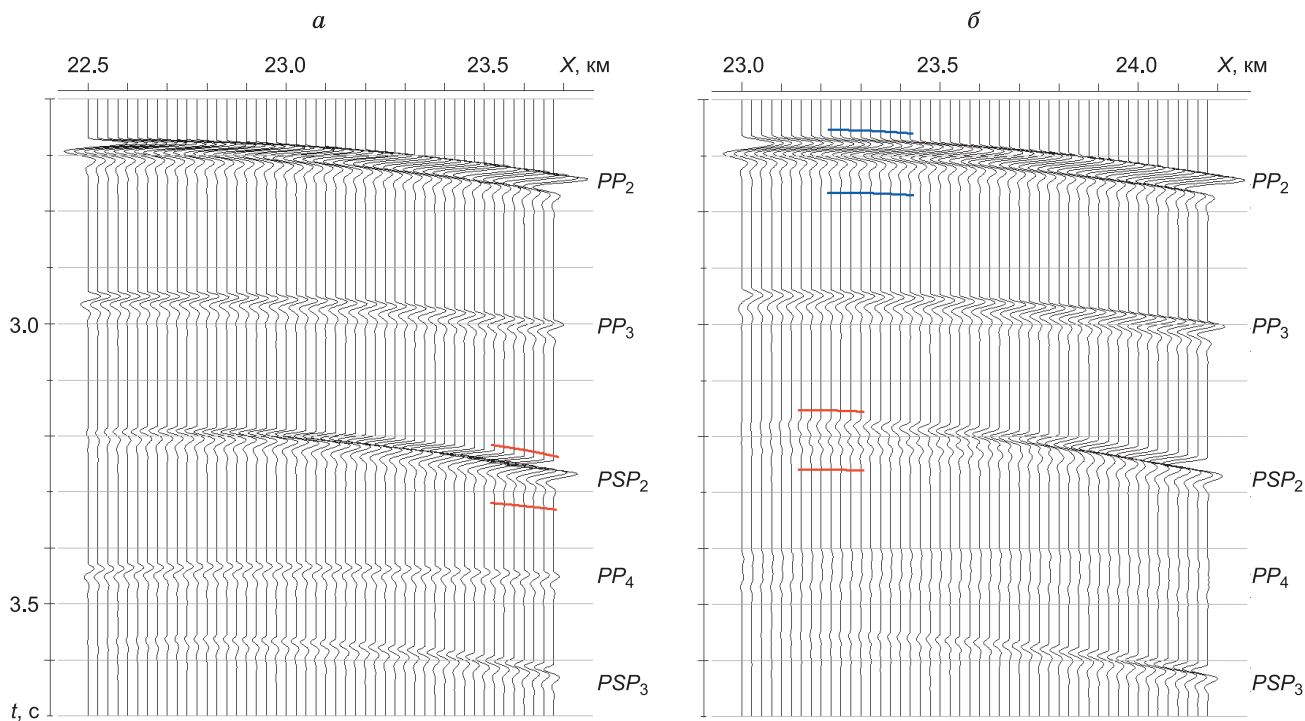 а б
22.5 23.0 23.5 X, км 23.0 23.5 24.0 X, км
PP2 PP2
PP3 PP3
3.0
PSP2 PSP2
PP4 PP4
3.5
PSP3 PSP3
t, с